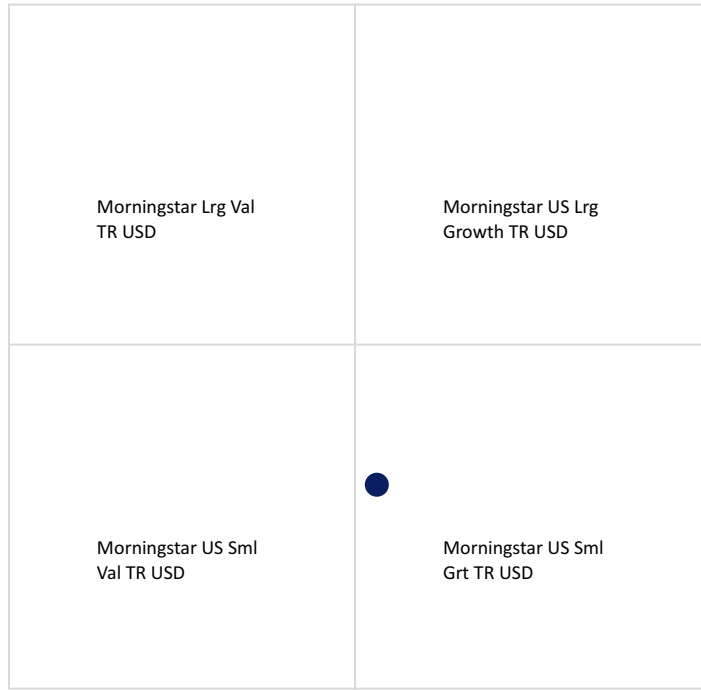 Morningstar Lrg Val
TR USD
Morningstar US Lrg
Growth TR USD
Morningstar US Sml
Val TR USD
Morningstar US Sml
Grt TR USD